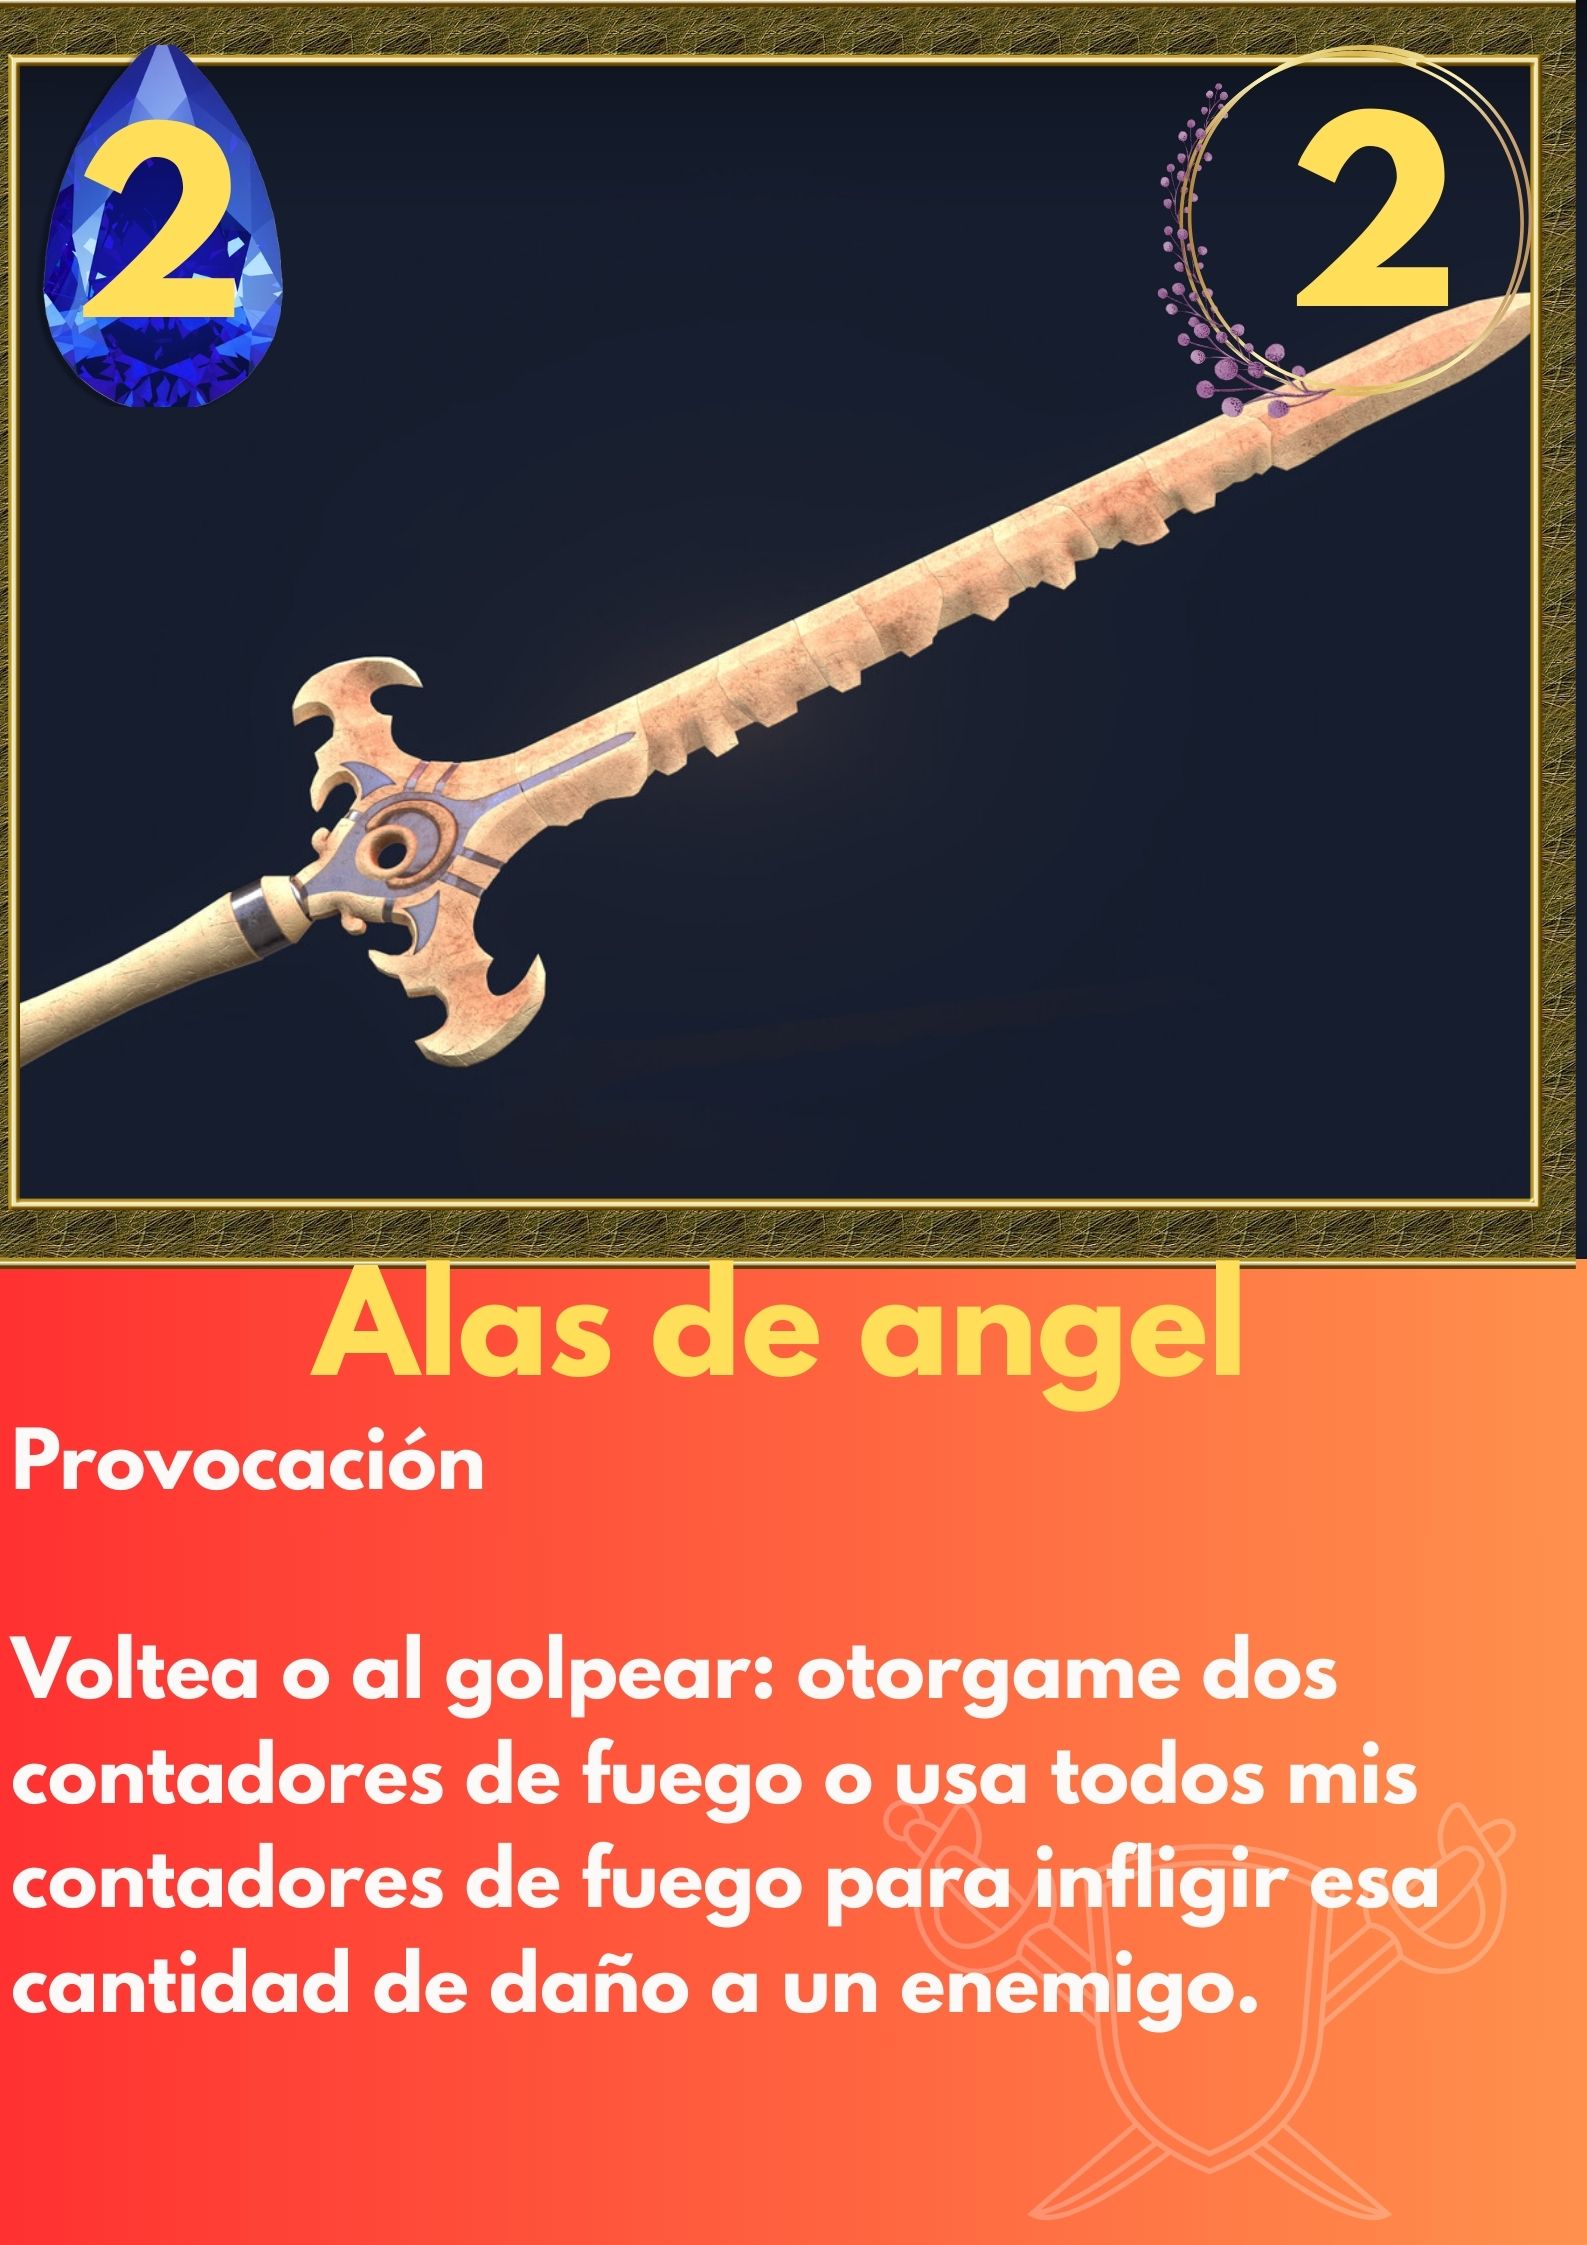 2
2
Alas de angel
Provocación
Voltea o al golpear: otorgame dos
contadores de fuego o usa todos mis
contadores de fuego para infligir esa
cantidad de daño a un enemigo.